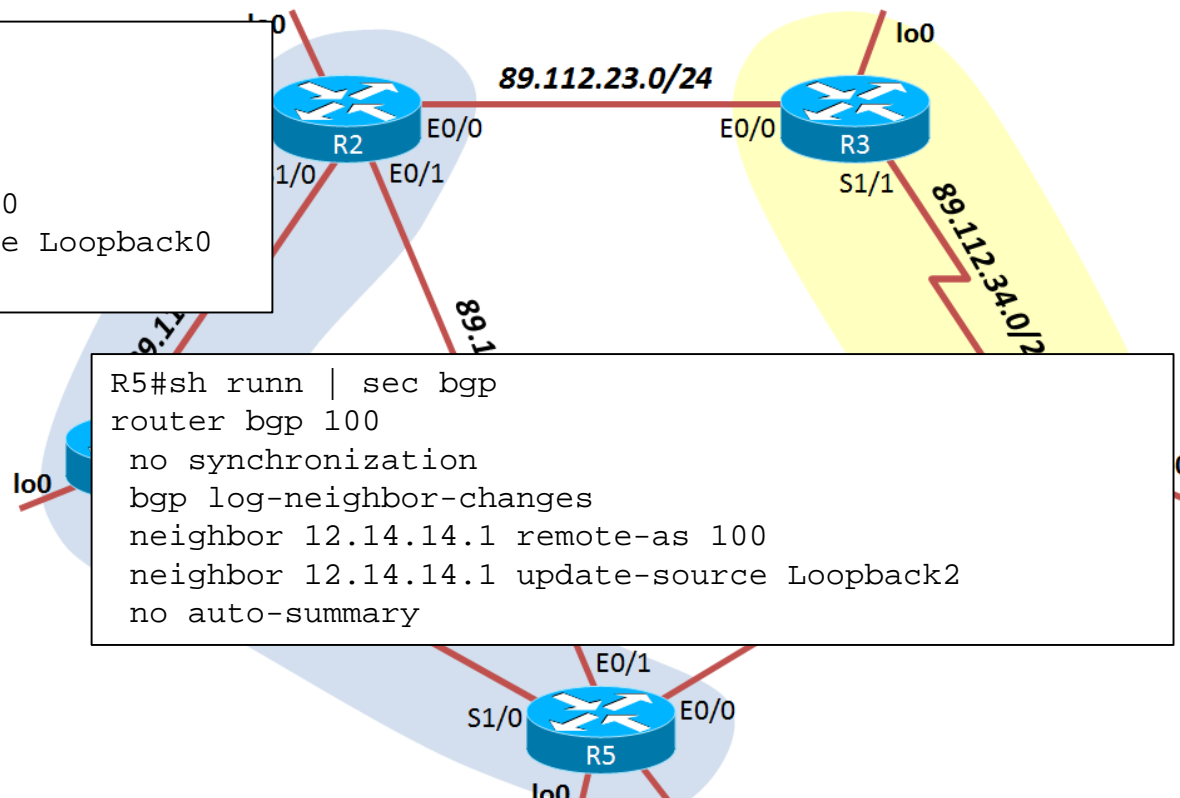 lo0
89.112.23.0/24
E0/0
E0/0
R2
R3
1/0
E0/1
S1/1
0
e Loopback0
89.112.34.0/2
89.1
9.11
R5#sh runn | sec bgp
router bgp 100
no synchronization
bgp log-neighbor-changes
neighbor 12.14.14.1 remote-as 100
neighbor 12.14.14.1 update-source Loopback2
no auto-summary
lo0
E0/1
S1/0
E0/0
R5
lo0